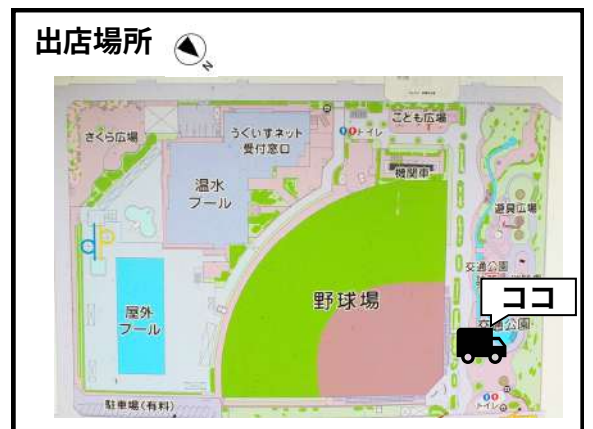 出店場所
N
さくら広場
うぐいすネット
受付窓口
トイレ
こども広場
機関車
温水
プール
遊具広場
交通公園
ココ
交通公園
野球場
屋外
プール
駐車場(有料)
トイレ